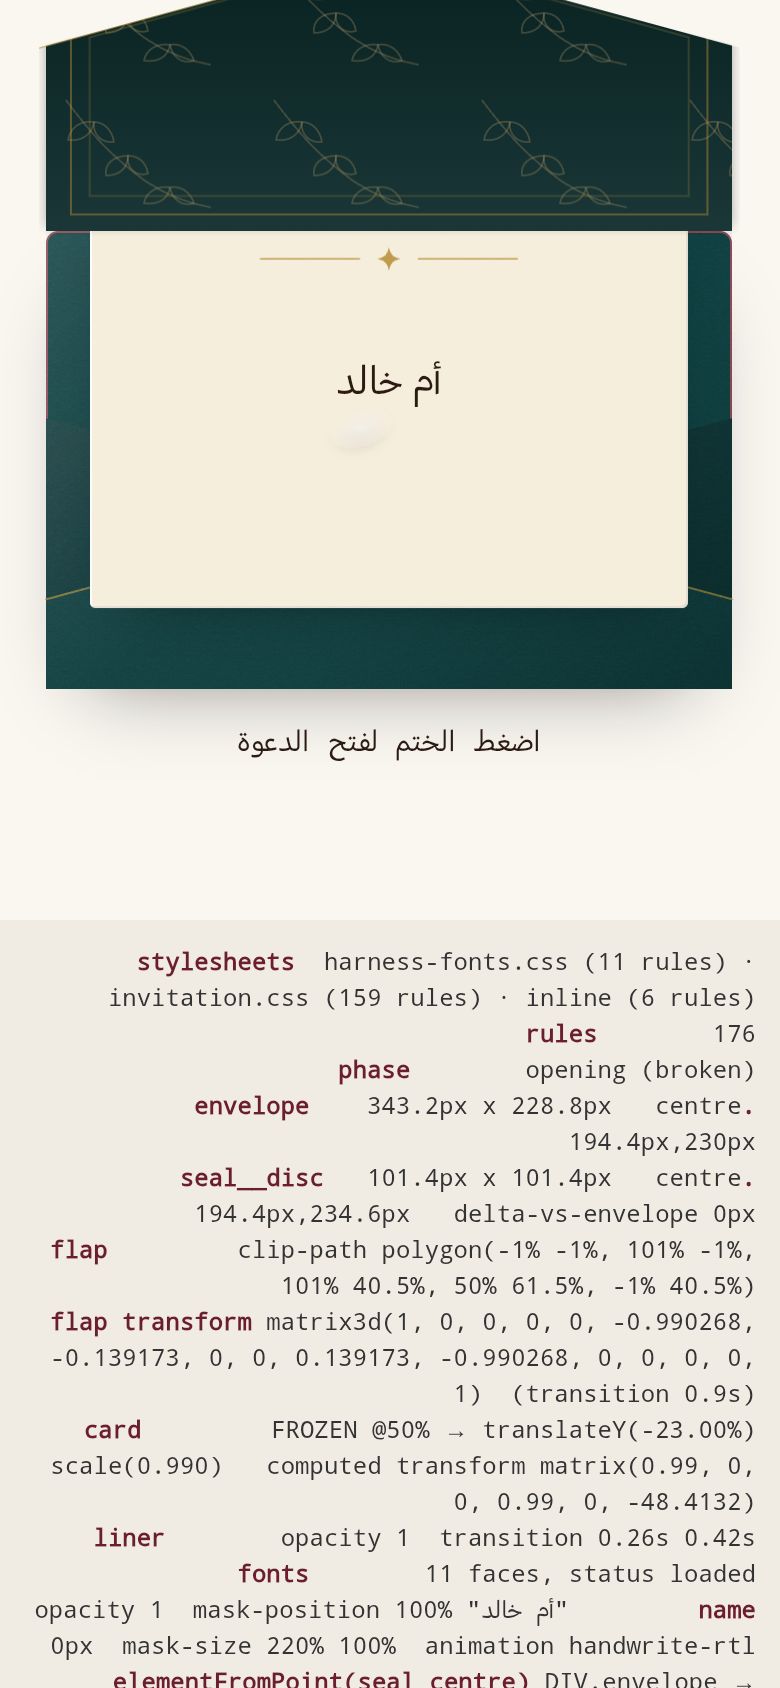 أم خالد
اضغط الختم لفتح الدعوة
stylesheets harness-fonts.css (11 rules) ·
invitation.css (159 rules) · inline (6 rules)
rules 176
phase opening (broken)
envelope 343.2px x 228.8px centre.
194.4px,230px
seal__disc 101.4px x 101.4px centre.
194.4px,234.6px delta-vs-envelope 0px
flap clip-path polygon(-1% -1%, 101% -1%,
101% 40.5%, 50% 61.5%, -1% 40.5%)
flap transform matrix3d(1, 0, 0, 0, 0, -0.990268,
-0.139173, 0, 0, 0.139173, -0.990268, 0, 0, 0, 0,
1) (transition 0.9s)
card FROZEN @50% → translateY(-23.00%)
scale(0.990) computed transform matrix(0.99, 0,
0, 0.99, 0, -48.4132)
liner opacity 1 transition 0.26s 0.42s
fonts 11 faces, status loaded
name "أم خالد" opacity 1 mask-position 100%
0px mask-size 220% 100% animation handwrite-rtl
elementFromPoint(seal centre) DIV.envelope →